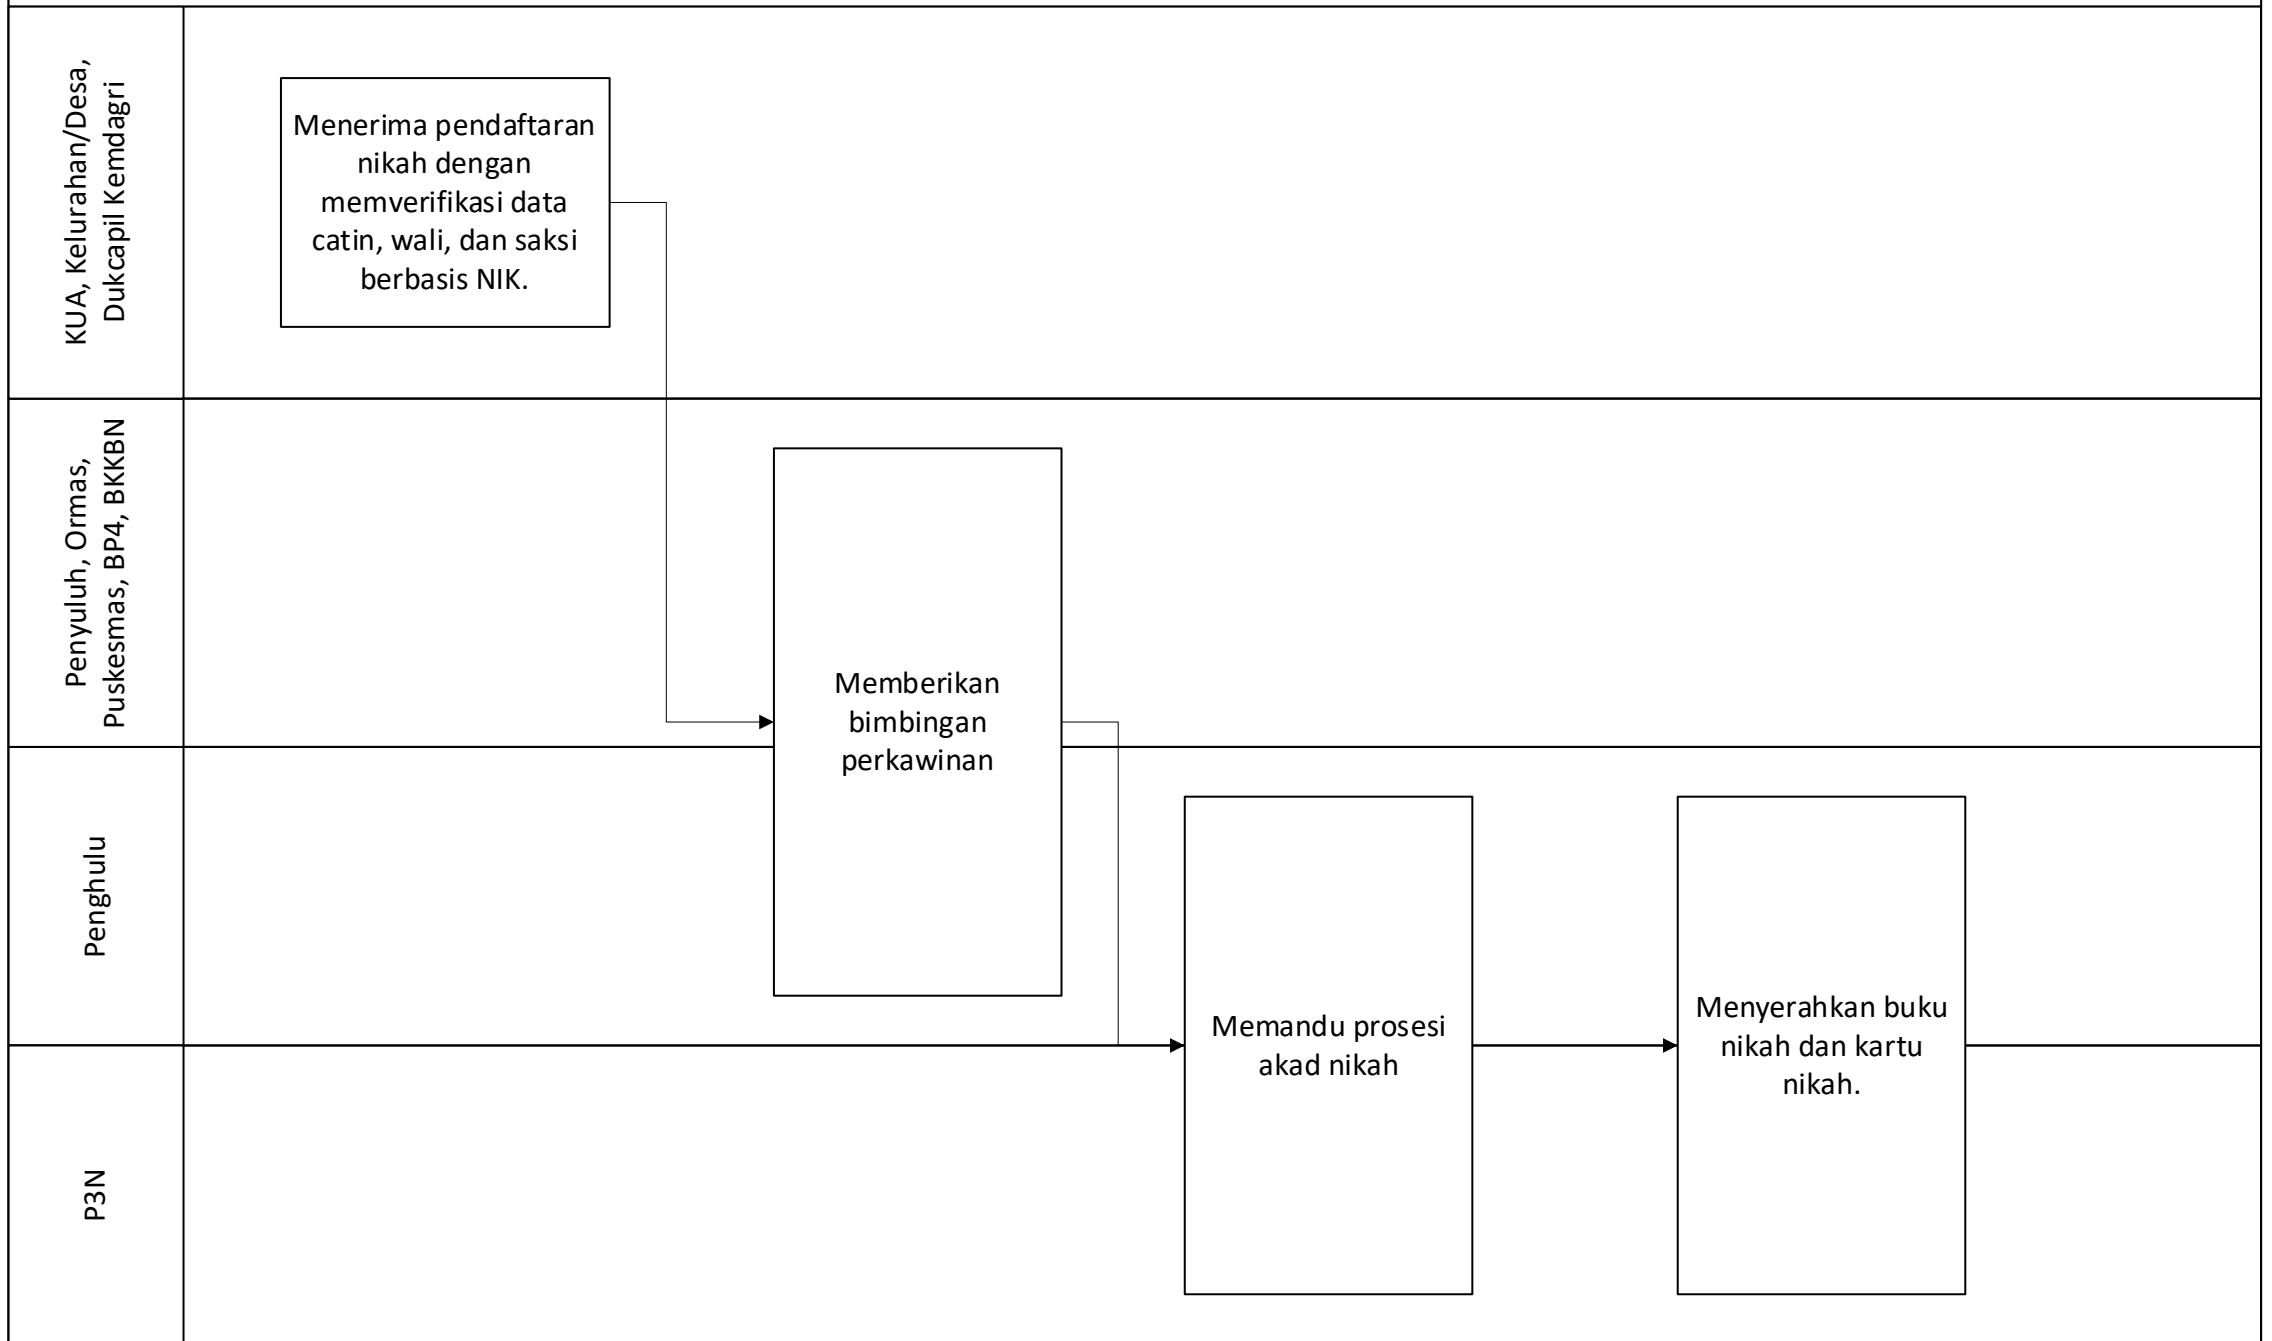 KUA, Kelurahan/Desa,
Dukcapil Kemdagri
Menerima pendaftaran
nikah dengan
memverifikasi data
catin, wali, dan saksi
berbasis NIK.
Penyuluh, Ormas,
Puskesmas, BP4, BKKBN
Memberikan
bimbingan
perkawinan
Penghulu
Memandu prosesi
akad nikah
Menyerahkan buku
nikah dan kartu
nikah.
P3N